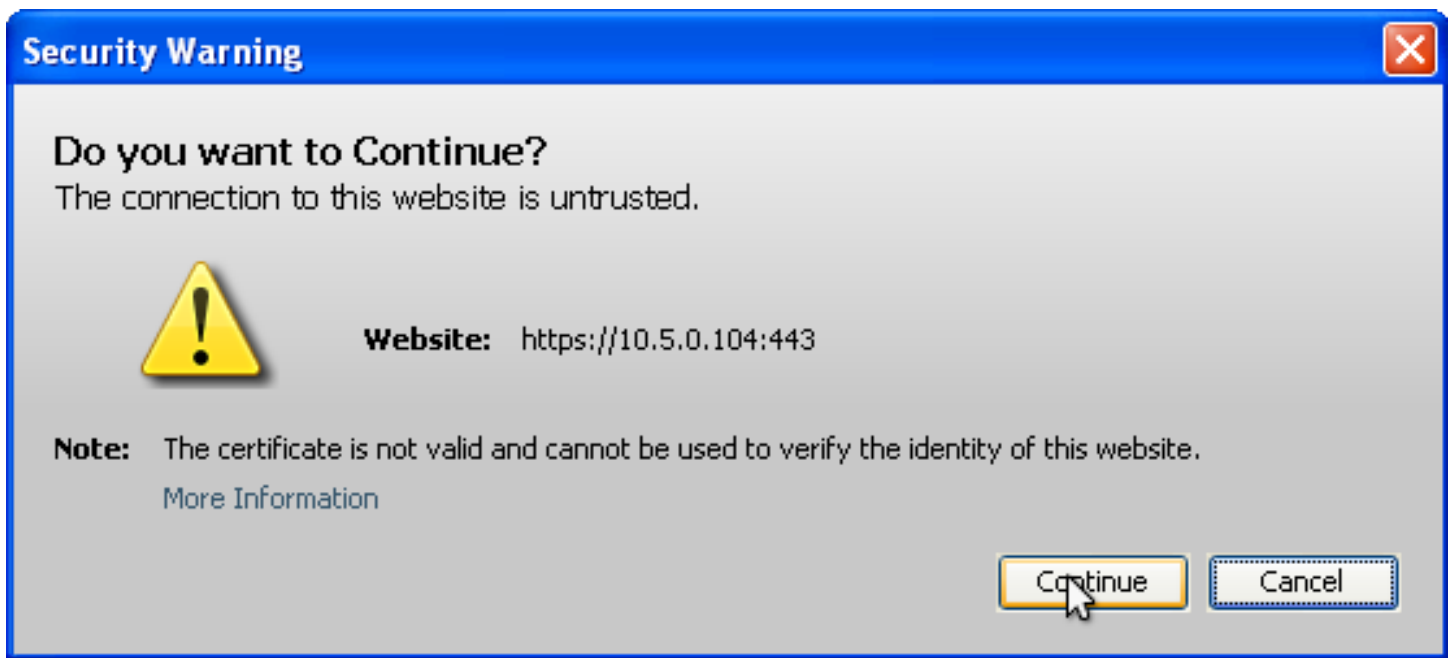 Security Warning
Do you want to Continue?
The connection to this website is untrusted.
Website: https://10.5.0.104:443
Note: The certificate is not valid and cannot be used to verify the identity of this website.
More Information
Continue Cancel